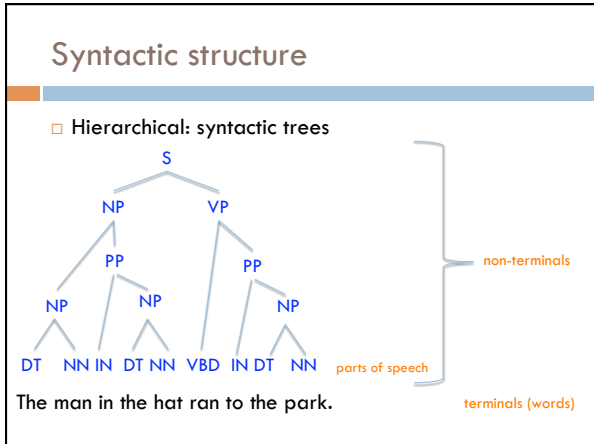 Syntactic structure
Hierarchical: syntactic trees
S
NP VP
PP PP non-terminals
NP NP NP
DT NN IN DT NN VBD IN DT NN parts of speech
The man in the hat ran to the park. terminals (words)